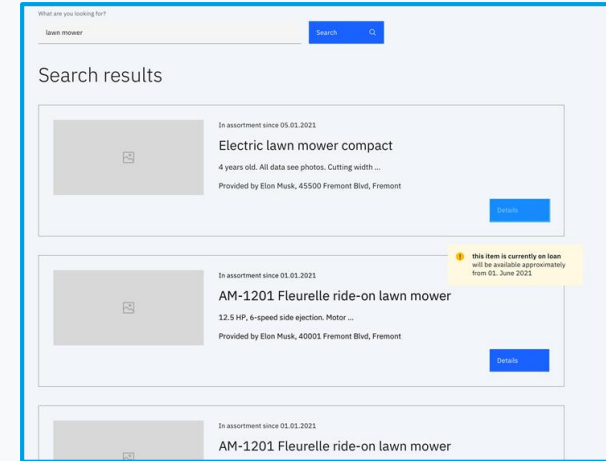 What are you looking for?
lawn mower
Search
Search results
In assortment since 05.01.2021
Electric lawn mower compact
4 years old. All data see photos. Cutting width ...
Provided by Elon Musk, 45500 Fremont Blvd, Fremont
Details
this item is currently on loan
will be available approximately
from 01. June 2021
In assortment since 01.01.2021
AM-1201 Fleurelle ride-on lawn mower
12.5 HP, 6-speed side ejection. Motor ...
Provided by Elon Musk, 40001 Fremont Blvd, Fremont
Details
In assortment since 01.01.2021
AM-1201 Fleurelle ride-on lawn mower